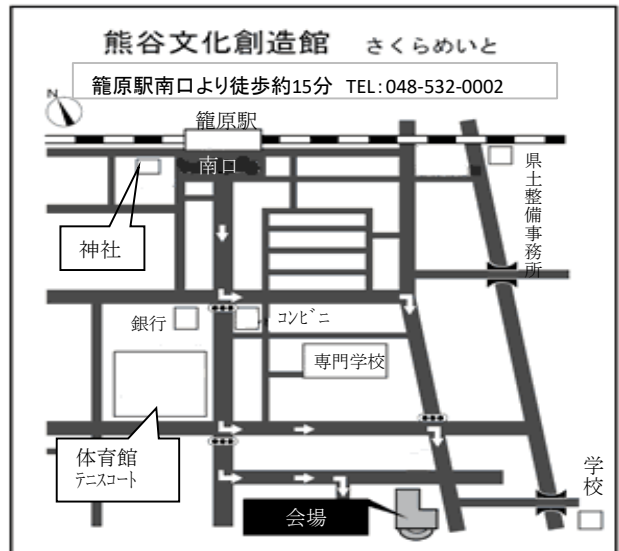 熊谷文化創造館 さくらめいと
籠原駅南口より徒歩約15分 TEL:048-532-0002
N
籠原駅
南口
県土整備事務所
神社
銀行
コンビニ
専門学校
体育館
テニスコート
学校
会場